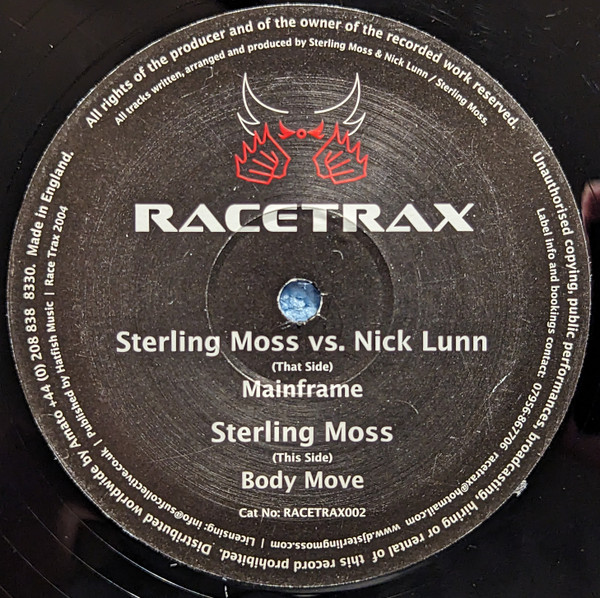 All rights of the producer and of the owner of the recorded work reserved.
Unauthorised copying, public performances, broadcasting hiring or rental of this record prohibited. Distributed worldwide by Amato +44 (0) 208 838 8330. Made in England.
All tracks written, arranged and produced by Sterling Moss & Nick Lunn / Sterling Moss.
Label info and bookings contact: 07956-867706 racetrax@hotmail.com www.djsterlingmoss.com | Licensing: info@sufcollective.co.uk | Published by Hatfish Music | Race Trax 2004
RACETRAX
Sterling Moss vs. Nick Lunn
(That Side)
Mainframe
Sterling Moss
(This Side)
Body Move
Cat No: RACETRAX002